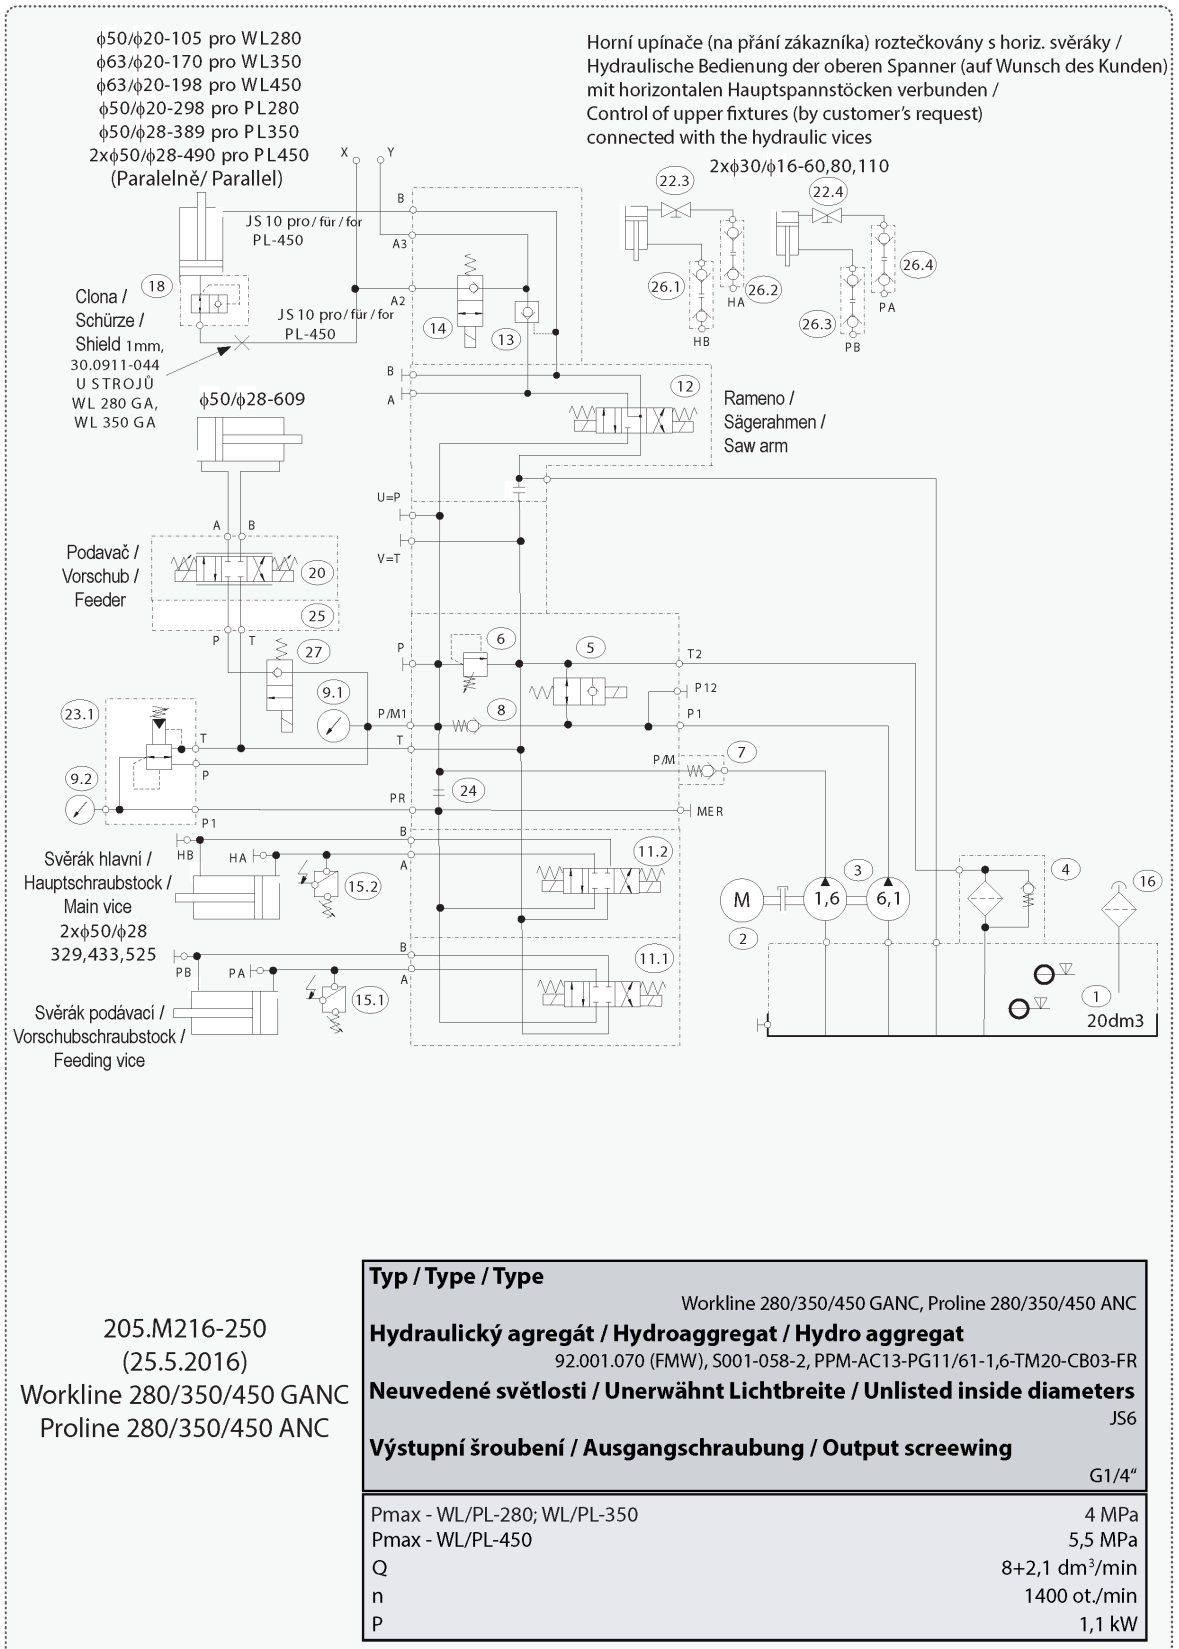 ϕ50/ϕ20-105 pro WL280
ϕ63/ϕ20-170 pro WL350
ϕ63/ϕ20-198 pro WL450
ϕ50/ϕ20-298 pro PL280
ϕ50/ϕ28-389 pro PL350
2xϕ50/ϕ28-490 pro PL450
(Paralelně/ Parallel)
Horní upínače (na přání zákazníka) roztečkovány s horiz. svěráky /
Hydraulische Bedienung der oberen Spanner (auf Wunsch des Kunden)
mit horizontalen Hauptspannstöcken verbunden /
Control of upper fixtures (by customer's request)
connected with the hydraulic vices
2xϕ30/ϕ16-60,80,110
22.3
22.4
26.1
26.2
26.3
26.4
HA
HB
PA
PB
X
Y
B
A3
A2
JS 10 pro/für/for
PL-450
JS 10 pro/für/for
PL-450
18
Clona /
Schürze /
Shield 1mm,
30.0911-044
U STROJŮ
WL 280 GA,
WL 350 GA
14
13
B
A
12
Rameno /
Sägerahmen /
Saw arm
ϕ50/ϕ28-609
U=P
V=T
A
B
Podavač /
Vorschub /
Feeder
20
25
P
T
27
P
6
5
T2
P12
9.1
P/M1
8
P1
23.1
T
T
P
P/M
7
9.2
24
PR
MER
P1
HB
HA
B
A
11.2
15.2
Svěrák hlavní /
Hauptschraubstock /
Main vice
2xϕ50/ϕ28
329,433,525
M
1,6
3
6,1
4
16
2
PB
PA
B
A
11.1
15.1
Svěrák podávací /
Vorschubschraubstock /
Feeding vice
1
20dm3
205.M216-250
(25.5.2016)
Workline 280/350/450 GANC
Proline 280/350/450 ANC
Typ / Type / Type
Workline 280/350/450 GANC, Proline 280/350/450 ANC
Hydraulický agregát / Hydroaggregat / Hydro aggregat
92.001.070 (FMW), S001-058-2, PPM-AC13-PG11/61-1,6-TM20-CB03-FR
Neuvedené světlosti / Unerwähnt Lichtbreite / Unlisted inside diameters
JS6
Výstupní šroubení / Ausgangschraubung / Output screewing
G1/4“
Pmax - WL/PL-280; WL/PL-350 4 MPa
Pmax - WL/PL-450 5,5 MPa
Q 8+2,1 dm³/min
n 1400 ot./min
P 1,1 kW